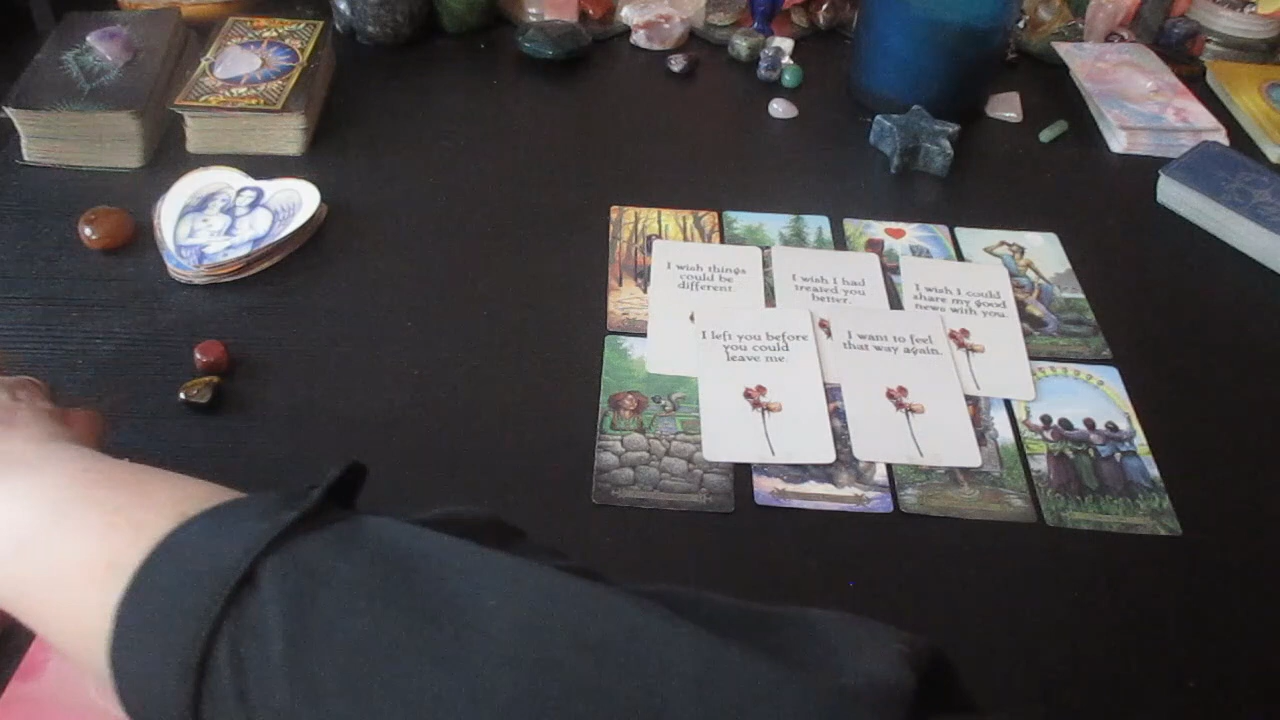 I wish things
could be
different.
I wish I had
treated you
better.
I wish I could
share my good
news with you.
I left you before
you could
leave me.
I want to feel
that way again.